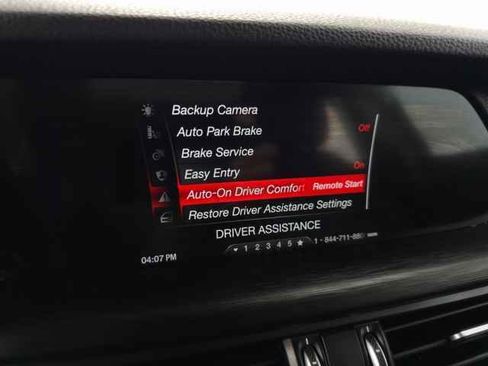 Backup Camera
Auto Park Brake Off
Brake Service
Easy Entry On
Auto-On Driver Comfort Remote Start
Restore Driver Assistance Settings
DRIVER ASSISTANCE
1 2 3 4 5
04:07 PM